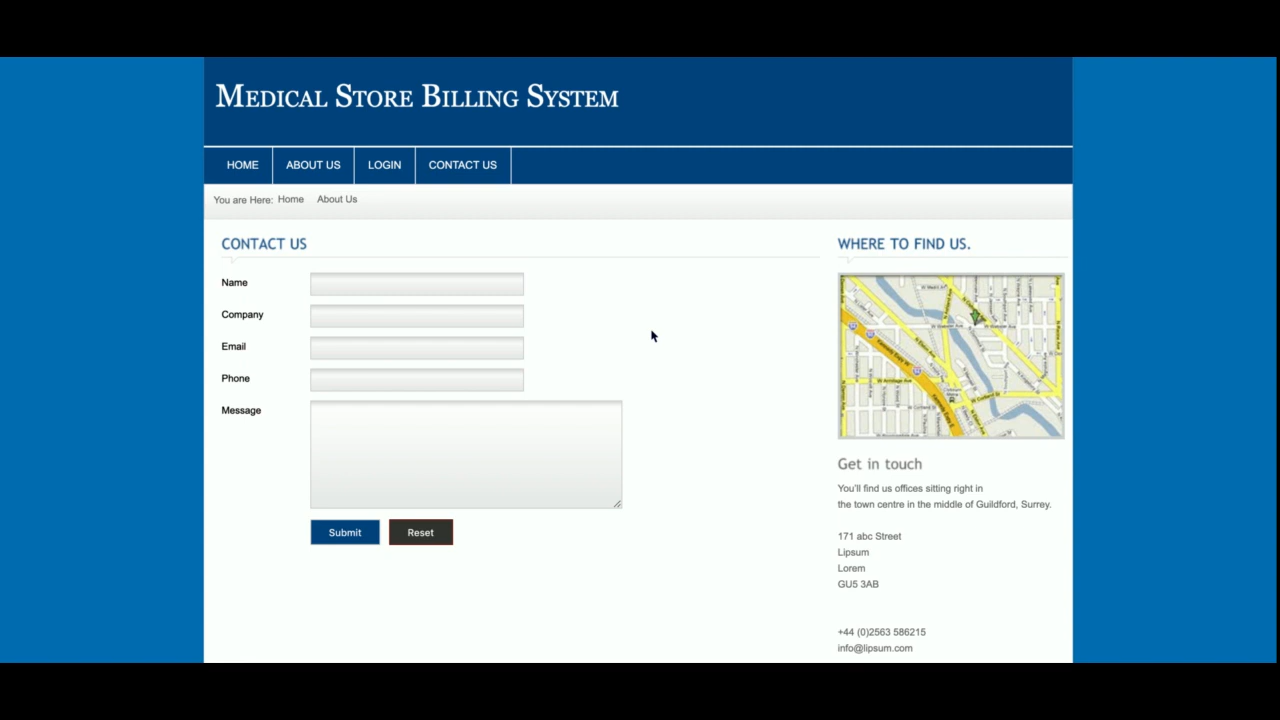 MEDICAL STORE BILLING SYSTEM
HOME ABOUT US LOGIN CONTACT US
You are Here: Home About Us
CONTACT US
Name
Company
Email
Phone
Message
Submit Reset
WHERE TO FIND US.
W Armitage Ave
Get in touch
You'll find us offices sitting right in
the town centre in the middle of Guildford, Surrey.
171 abc Street
Lipsum
Lorem
GU5 3AB
+44 (0)2563 586215
info@lipsum.com